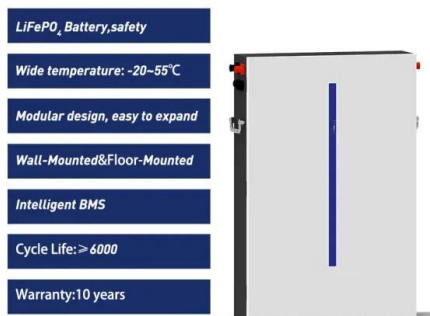 LiFePO₄ Battery,safety
Wide temperature: -20~55℃
Modular design, easy to expand
Wall-Mounted&Floor-Mounted
Intelligent BMS
Cycle Life:≥6000
Warranty:10 years